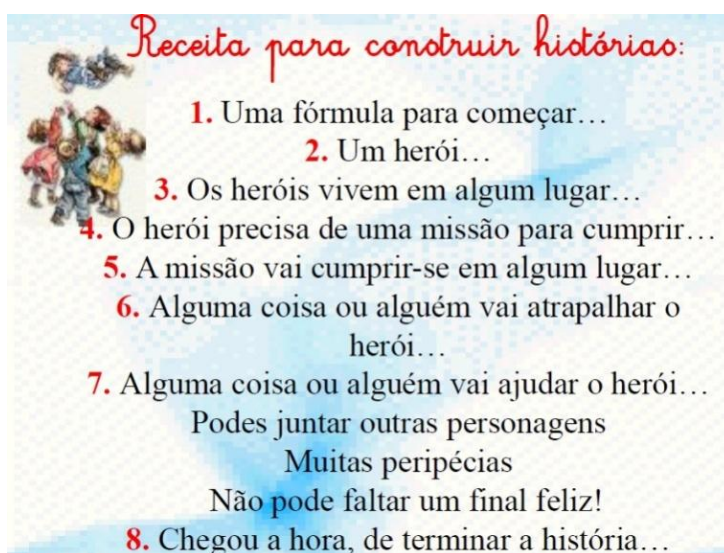 Receita para construir histórias:
1. Uma fórmula para começar…
2. Um herói…
3. Os heróis vivem em algum lugar…
4. O herói precisa de uma missão para cumprir…
5. A missão vai cumprir-se em algum lugar…
6. Alguma coisa ou alguém vai atrapalhar o
herói…
7. Alguma coisa ou alguém vai ajudar o herói…
Podes juntar outras personagens
Muitas peripécias
Não pode faltar um final feliz!
8. Chegou a hora, de terminar a história…